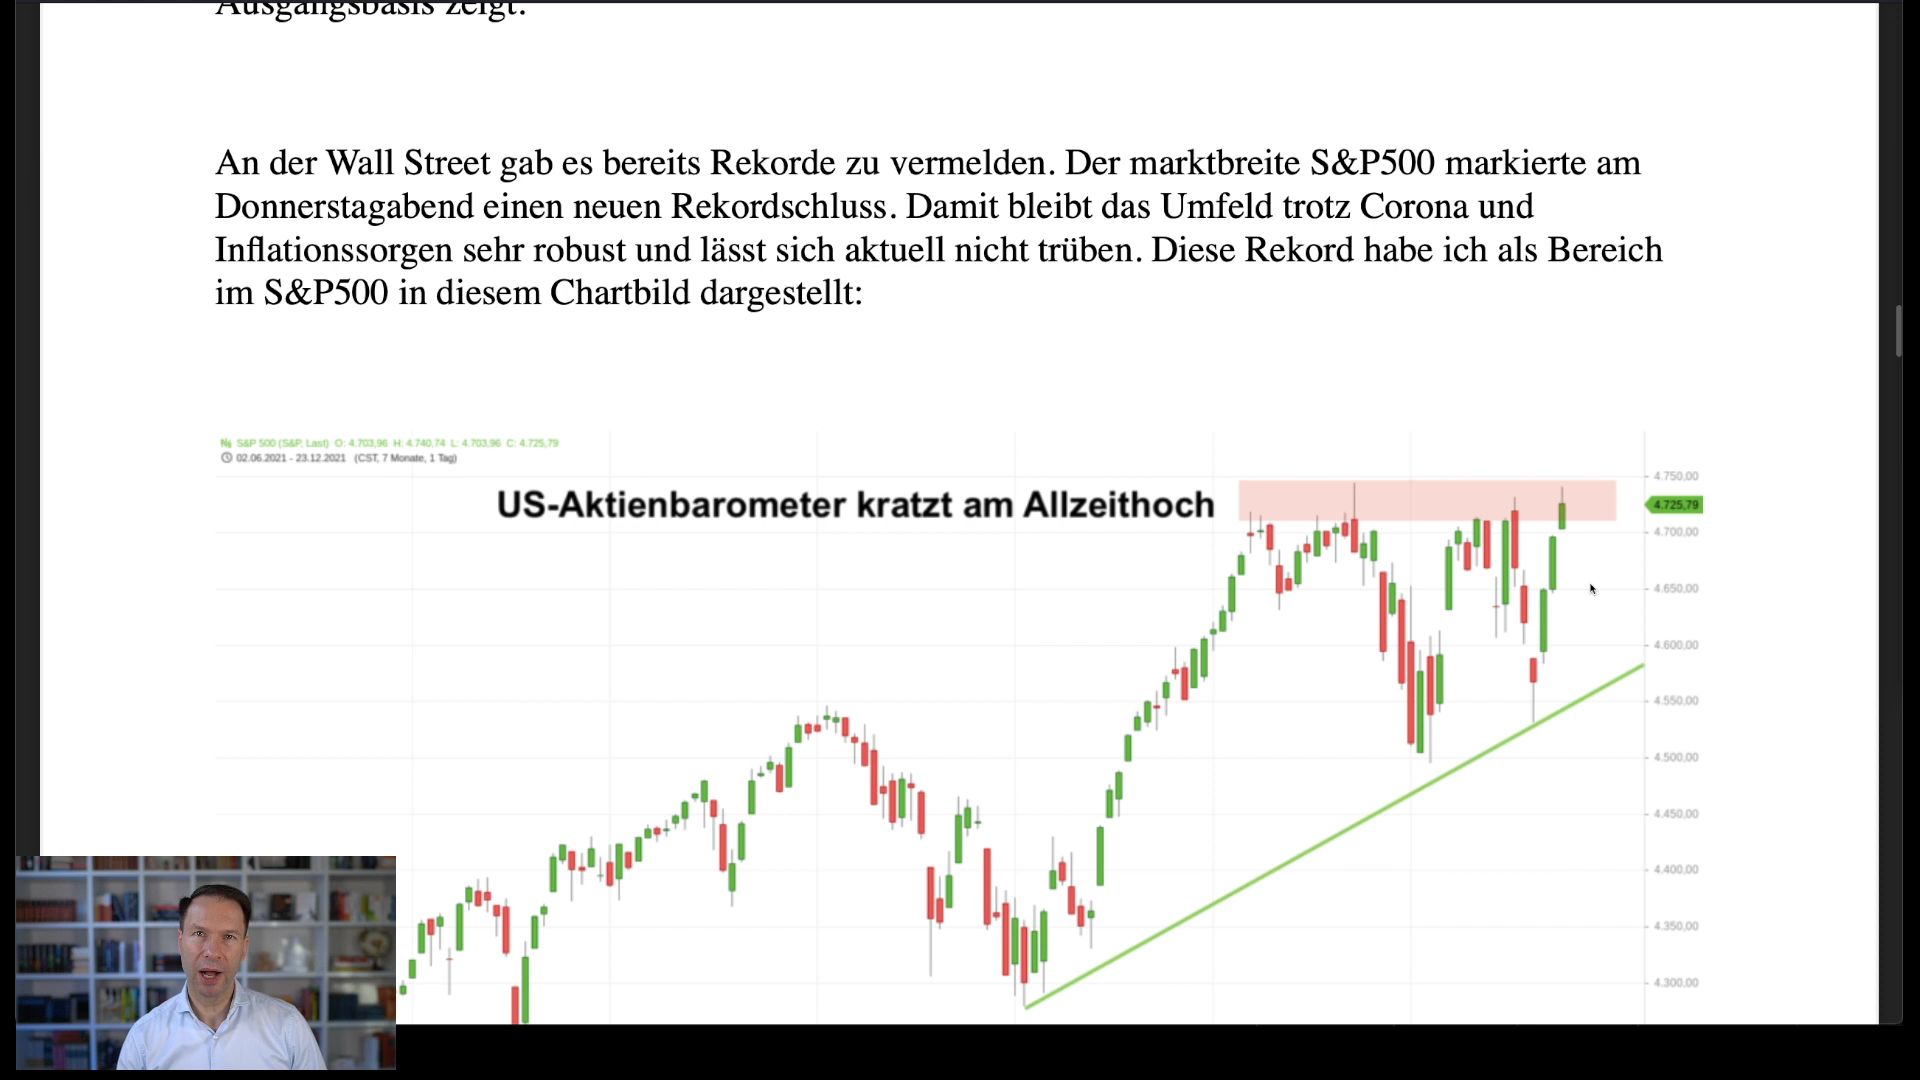 Ausgangsbasis zeigt:
An der Wall Street gab es bereits Rekorde zu vermelden. Der marktbreite S&P500 markierte am
Donnerstagabend einen neuen Rekordschluss. Damit bleibt das Umfeld trotz Corona und
Inflationssorgen sehr robust und lässt sich aktuell nicht trüben. Diese Rekord habe ich als Bereich
im S&P500 in diesem Chartbild dargestellt:
S&P 500 (S&P, Last) O: 4.703,96 H: 4.740,74 L: 4.703,96 C: 4.725,79
02.06.2021 - 23.12.2021 (CST, 7 Monate, 1 Tag)
US-Aktienbarometer kratzt am Allzeithoch
4.750,00
4.725,79
4.700,00
4.650,00
4.600,00
4.550,00
4.500,00
4.450,00
4.400,00
4.350,00
4.300,00